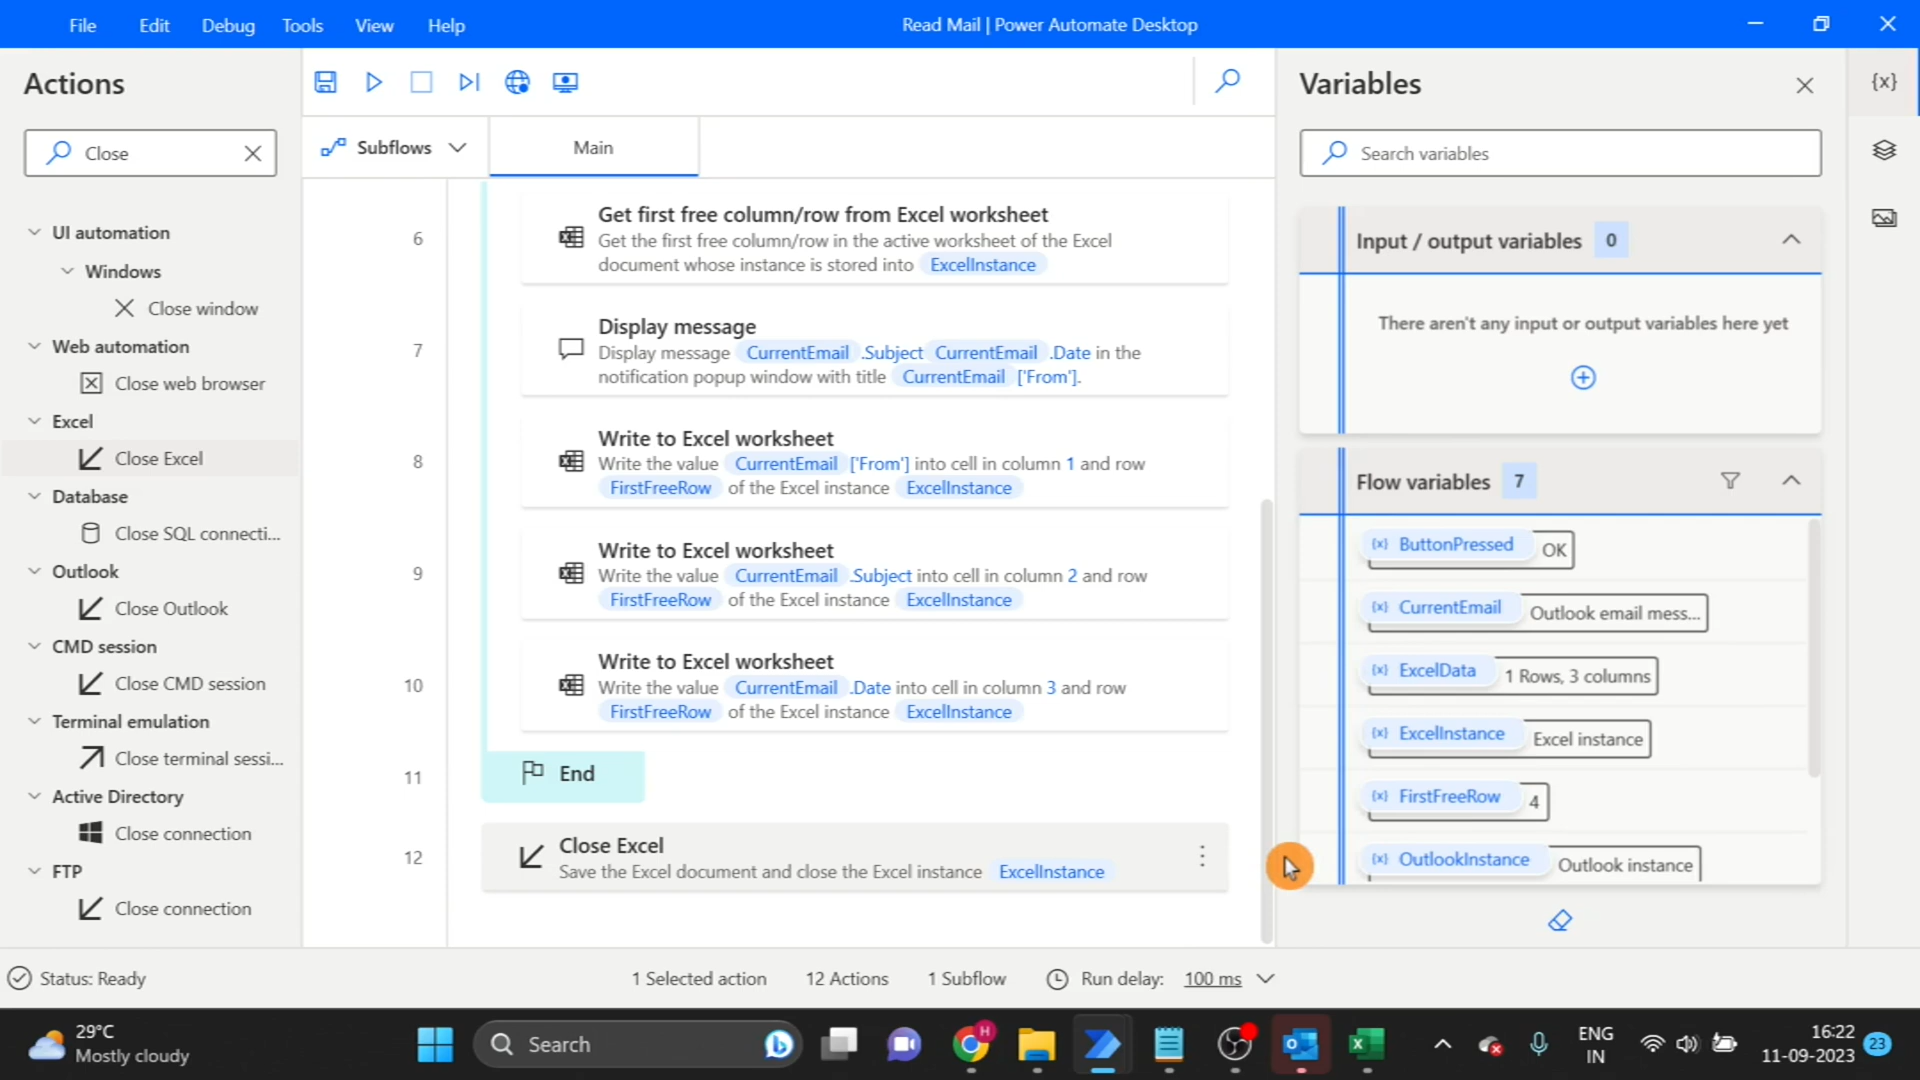 File Edit Debug Tools View Help
Read Mail | Power Automate Desktop
Actions
Close
UI automation
Windows
Close window
Web automation
Close web browser
Excel
Close Excel
Database
Close SQL connecti...
Outlook
Close Outlook
CMD session
Close CMD session
Terminal emulation
Close terminal sessi...
Active Directory
Close connection
FTP
Close connection
Subflows
Main
6
Get first free column/row from Excel worksheet
Get the first free column/row in the active worksheet of the Excel
document whose instance is stored into ExcelInstance
7
Display message
Display message CurrentEmail .Subject CurrentEmail .Date in the
notification popup window with title CurrentEmail ['From'].
8
Write to Excel worksheet
Write the value CurrentEmail ['From'] into cell in column 1 and row
FirstFreeRow of the Excel instance ExcelInstance
9
Write to Excel worksheet
Write the value CurrentEmail .Subject into cell in column 2 and row
FirstFreeRow of the Excel instance ExcelInstance
10
Write to Excel worksheet
Write the value CurrentEmail .Date into cell in column 3 and row
FirstFreeRow of the Excel instance ExcelInstance
11
End
12
Close Excel
Save the Excel document and close the Excel instance ExcelInstance
Variables
{x}
Search variables
Input / output variables 0
There aren't any input or output variables here yet
Flow variables 7
{x} ButtonPressed OK
{x} CurrentEmail Outlook email mess...
{x} ExcelData 1 Rows, 3 columns
{x} ExcelInstance Excel instance
{x} FirstFreeRow 4
{x} OutlookInstance Outlook instance
Status: Ready
1 Selected action
12 Actions
1 Subflow
Run delay: 100 ms
29°C
Mostly cloudy
Search
H
ENG
IN
16:22
11-09-2023
23